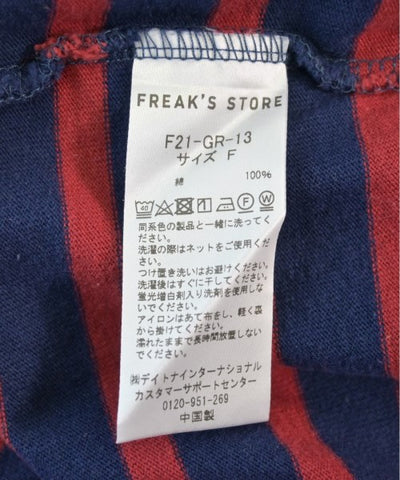 FREAK'S STORE
F21-GR-13
サイズ F
綿 100%
40 F W
同系色の製品と一緒に洗ってく
ださい。
洗濯の際はネットをご使用くだ
さい。
つけ置き洗いはお避けください。
洗濯後はすぐに干してください。
蛍光増白剤入り洗剤を使用しな
いでください。
アイロンはあて布をし、軽く裏
から掛けてください。
濡れたままで長時間放置しない
でください。
㈱デイトナインターナショナル
カスタマーサポートセンター
0120-951-269
中国製